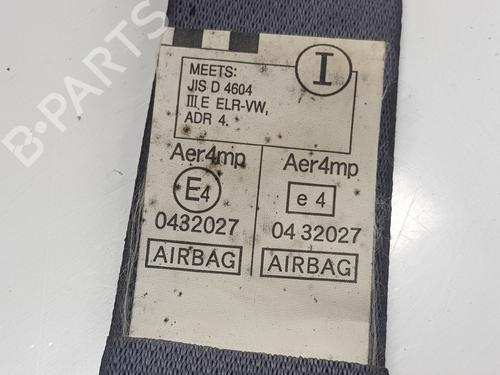 MEETS:
JIS D 4604
III E ELR-VW,
ADR 4.
I
Aer4mp
E4
0432027
AIRBAG
Aer4mp
e 4
04 32027
AIRBAG
B-PARTS